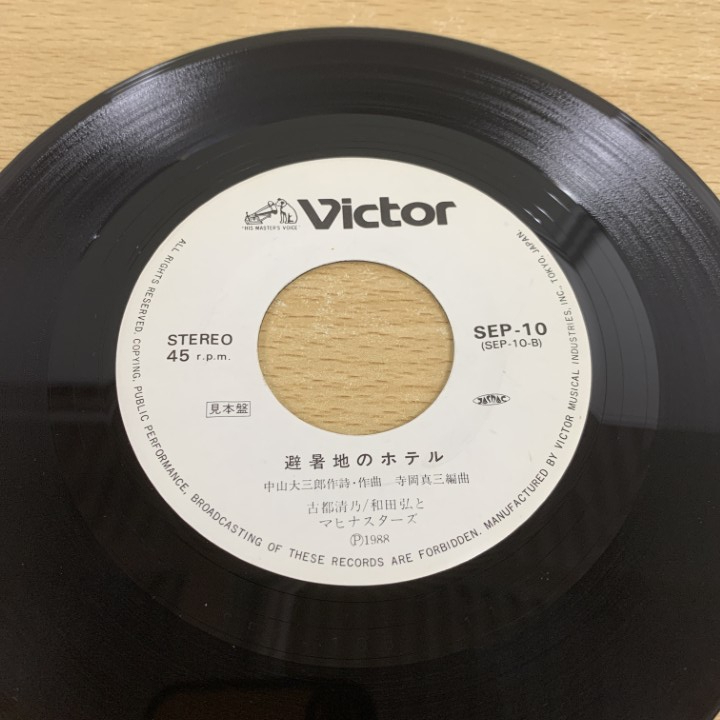 Victor
"HIS MASTER'S VOICE"
STEREO
45 r.p.m.
SEP-10
(SEP-10-B)
見本盤
JASRAC
避暑地のホテル
中山大三郎作詩・作曲 寺岡真三編曲
古都清乃/和田弘と
マヒナスターズ
Ⓟ1988
ALL RIGHTS RESERVED. COPYING, PUBLIC PERFORMANCE, BROADCASTING OF THESE RECORDS ARE FORBIDDEN. MANUFACTURED BY VICTOR MUSICAL INDUSTRIES, INC., TOKYO, JAPAN.